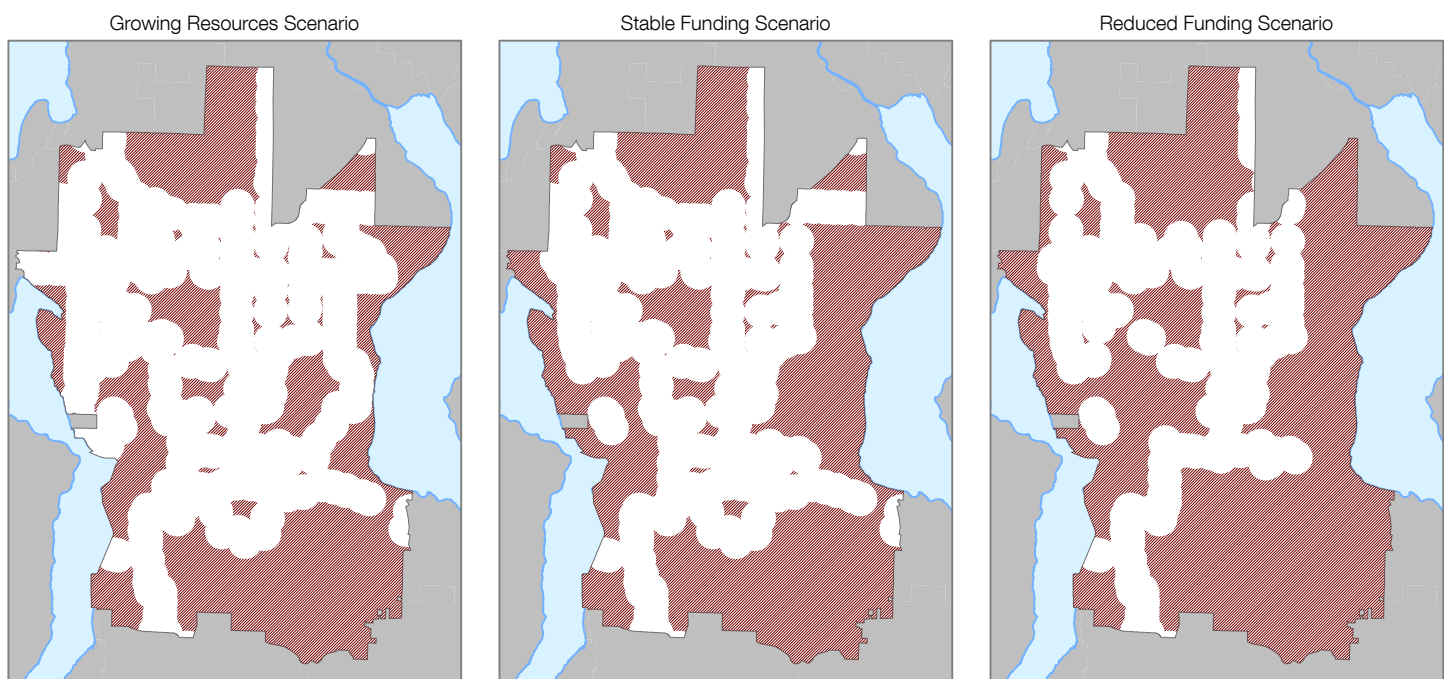 Growing Resources Scenario
Stable Funding Scenario
Reduced Funding Scenario